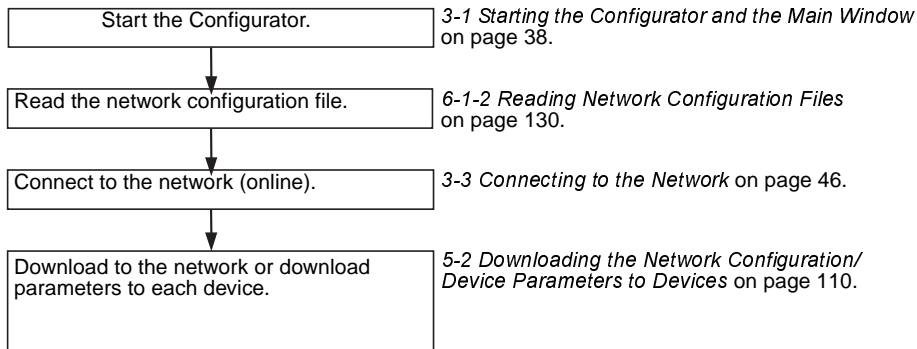 Start the Configurator.
3-1 Starting the Configurator and the Main Window
on page 38.
Read the network configuration file.
6-1-2 Reading Network Configuration Files
on page 130.
Connect to the network (online).
3-3 Connecting to the Network on page 46.
Download to the network or download
parameters to each device.
5-2 Downloading the Network Configuration/
Device Parameters to Devices on page 110.